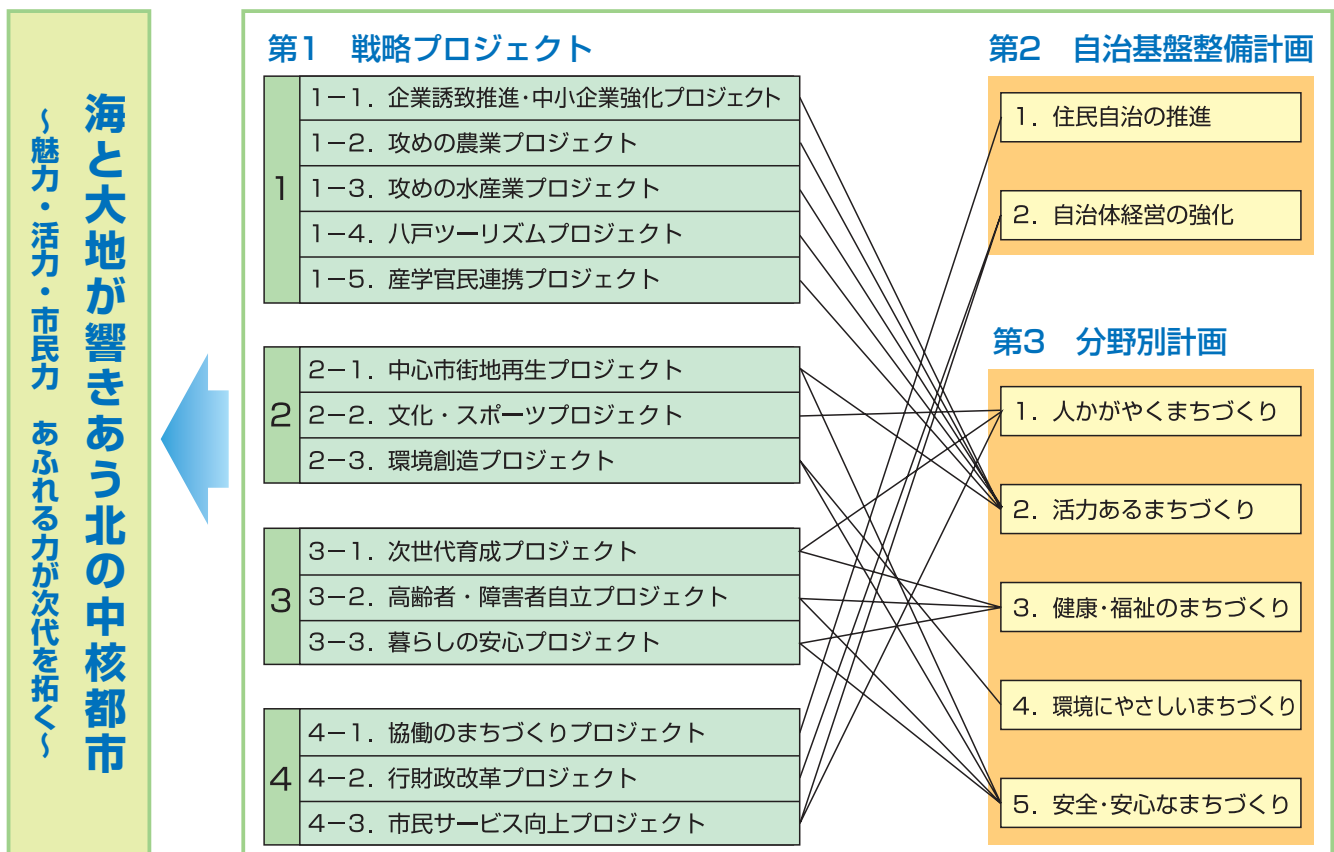 海と大地が響きあう北の中核都市
～魅力・活力・市民力　あふれる力が次代を拓く～
第1　戦略プロジェクト
1
1－1．企業誘致推進・中小企業強化プロジェクト
1－2．攻めの農業プロジェクト
1－3．攻めの水産業プロジェクト
1－4．八戸ツーリズムプロジェクト
1－5．産学官民連携プロジェクト
2
2－1．中心市街地再生プロジェクト
2－2．文化・スポーツプロジェクト
2－3．環境創造プロジェクト
3
3－1．次世代育成プロジェクト
3－2．高齢者・障害者自立プロジェクト
3－3．暮らしの安心プロジェクト
4
4－1．協働のまちづくりプロジェクト
4－2．行財政改革プロジェクト
4－3．市民サービス向上プロジェクト
第2　自治基盤整備計画
1．住民自治の推進
2．自治体経営の強化
第3　分野別計画
1．人かがやくまちづくり
2．活力あるまちづくり
3．健康・福祉のまちづくり
4．環境にやさしいまちづくり
5．安全・安心なまちづくり